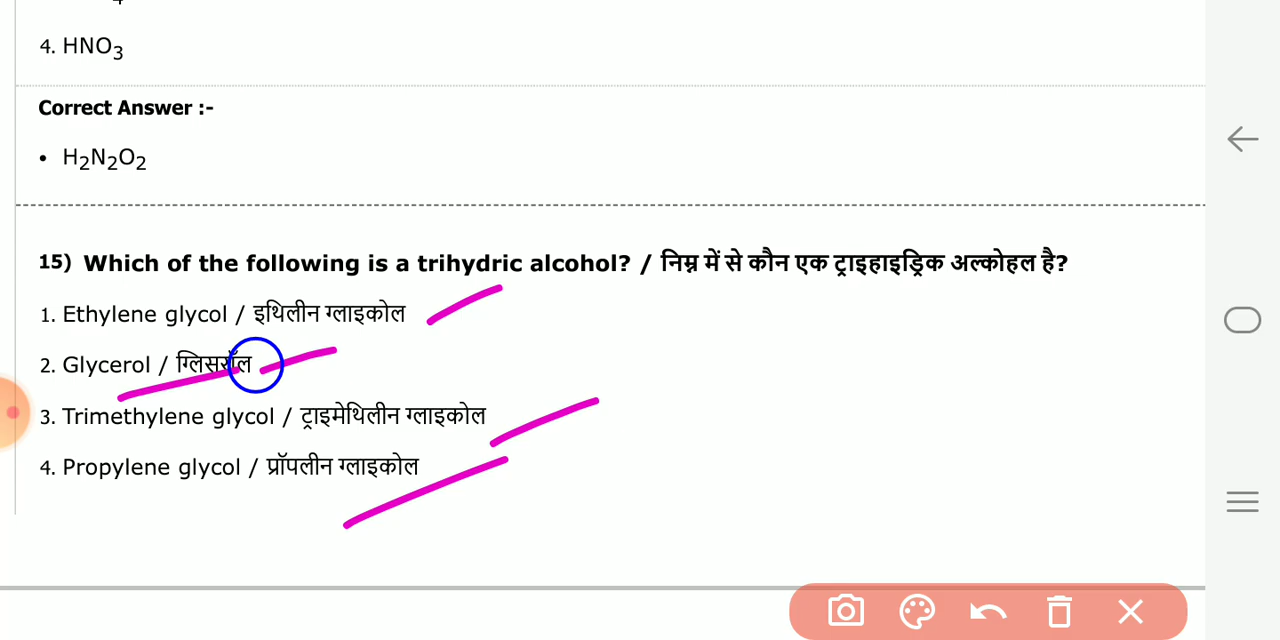 4. HNO3
Correct Answer :-
• H2N2O2
15) Which of the following is a trihydric alcohol? / निम्न में से कौन एक ट्राइहाइड्रिक अल्कोहल है?
1. Ethylene glycol / इथिलीन ग्लाइकोल
2. Glycerol / ग्लिसरॉल
3. Trimethylene glycol / ट्राइमेथिलीन ग्लाइकोल
4. Propylene glycol / प्रॉपलीन ग्लाइकोल